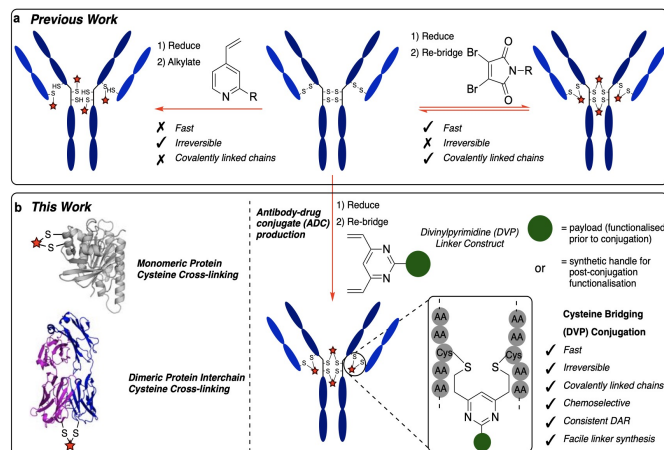 a Previous Work
1) Reduce
2) Alkylate
R
N
✗ Fast
✓ Irreversible
✗ Covalently linked chains
HS
S
SH
HS
S
S
S S
S S
S
1) Reduce
2) Re-bridge
Br
Br
O
N-R
O
✓ Fast
✗ Irreversible
✓ Covalently linked chains
S
S
S
S
b This Work
S
S
Monomeric Protein
Cysteine Cross-linking
Dimeric Protein Interchain
Cysteine Cross-linking
S
S
Antibody-drug
conjugate (ADC)
production
1) Reduce
2) Re-bridge
N
N
Divinylpyrimidine (DVP)
Linker Construct
= payload (functionalised
prior to conjugation)
or
= synthetic handle for
post-conjugation
functionalisation
AA
AA
Cys
AA
AA
S
S
AA
AA
Cys
AA
AA
N
N
Cysteine Bridging
(DVP) Conjugation
✓ Fast
✓ Irreversible
✓ Covalently linked chains
✓ Chemoselective
✓ Consistent DAR
✓ Facile linker synthesis